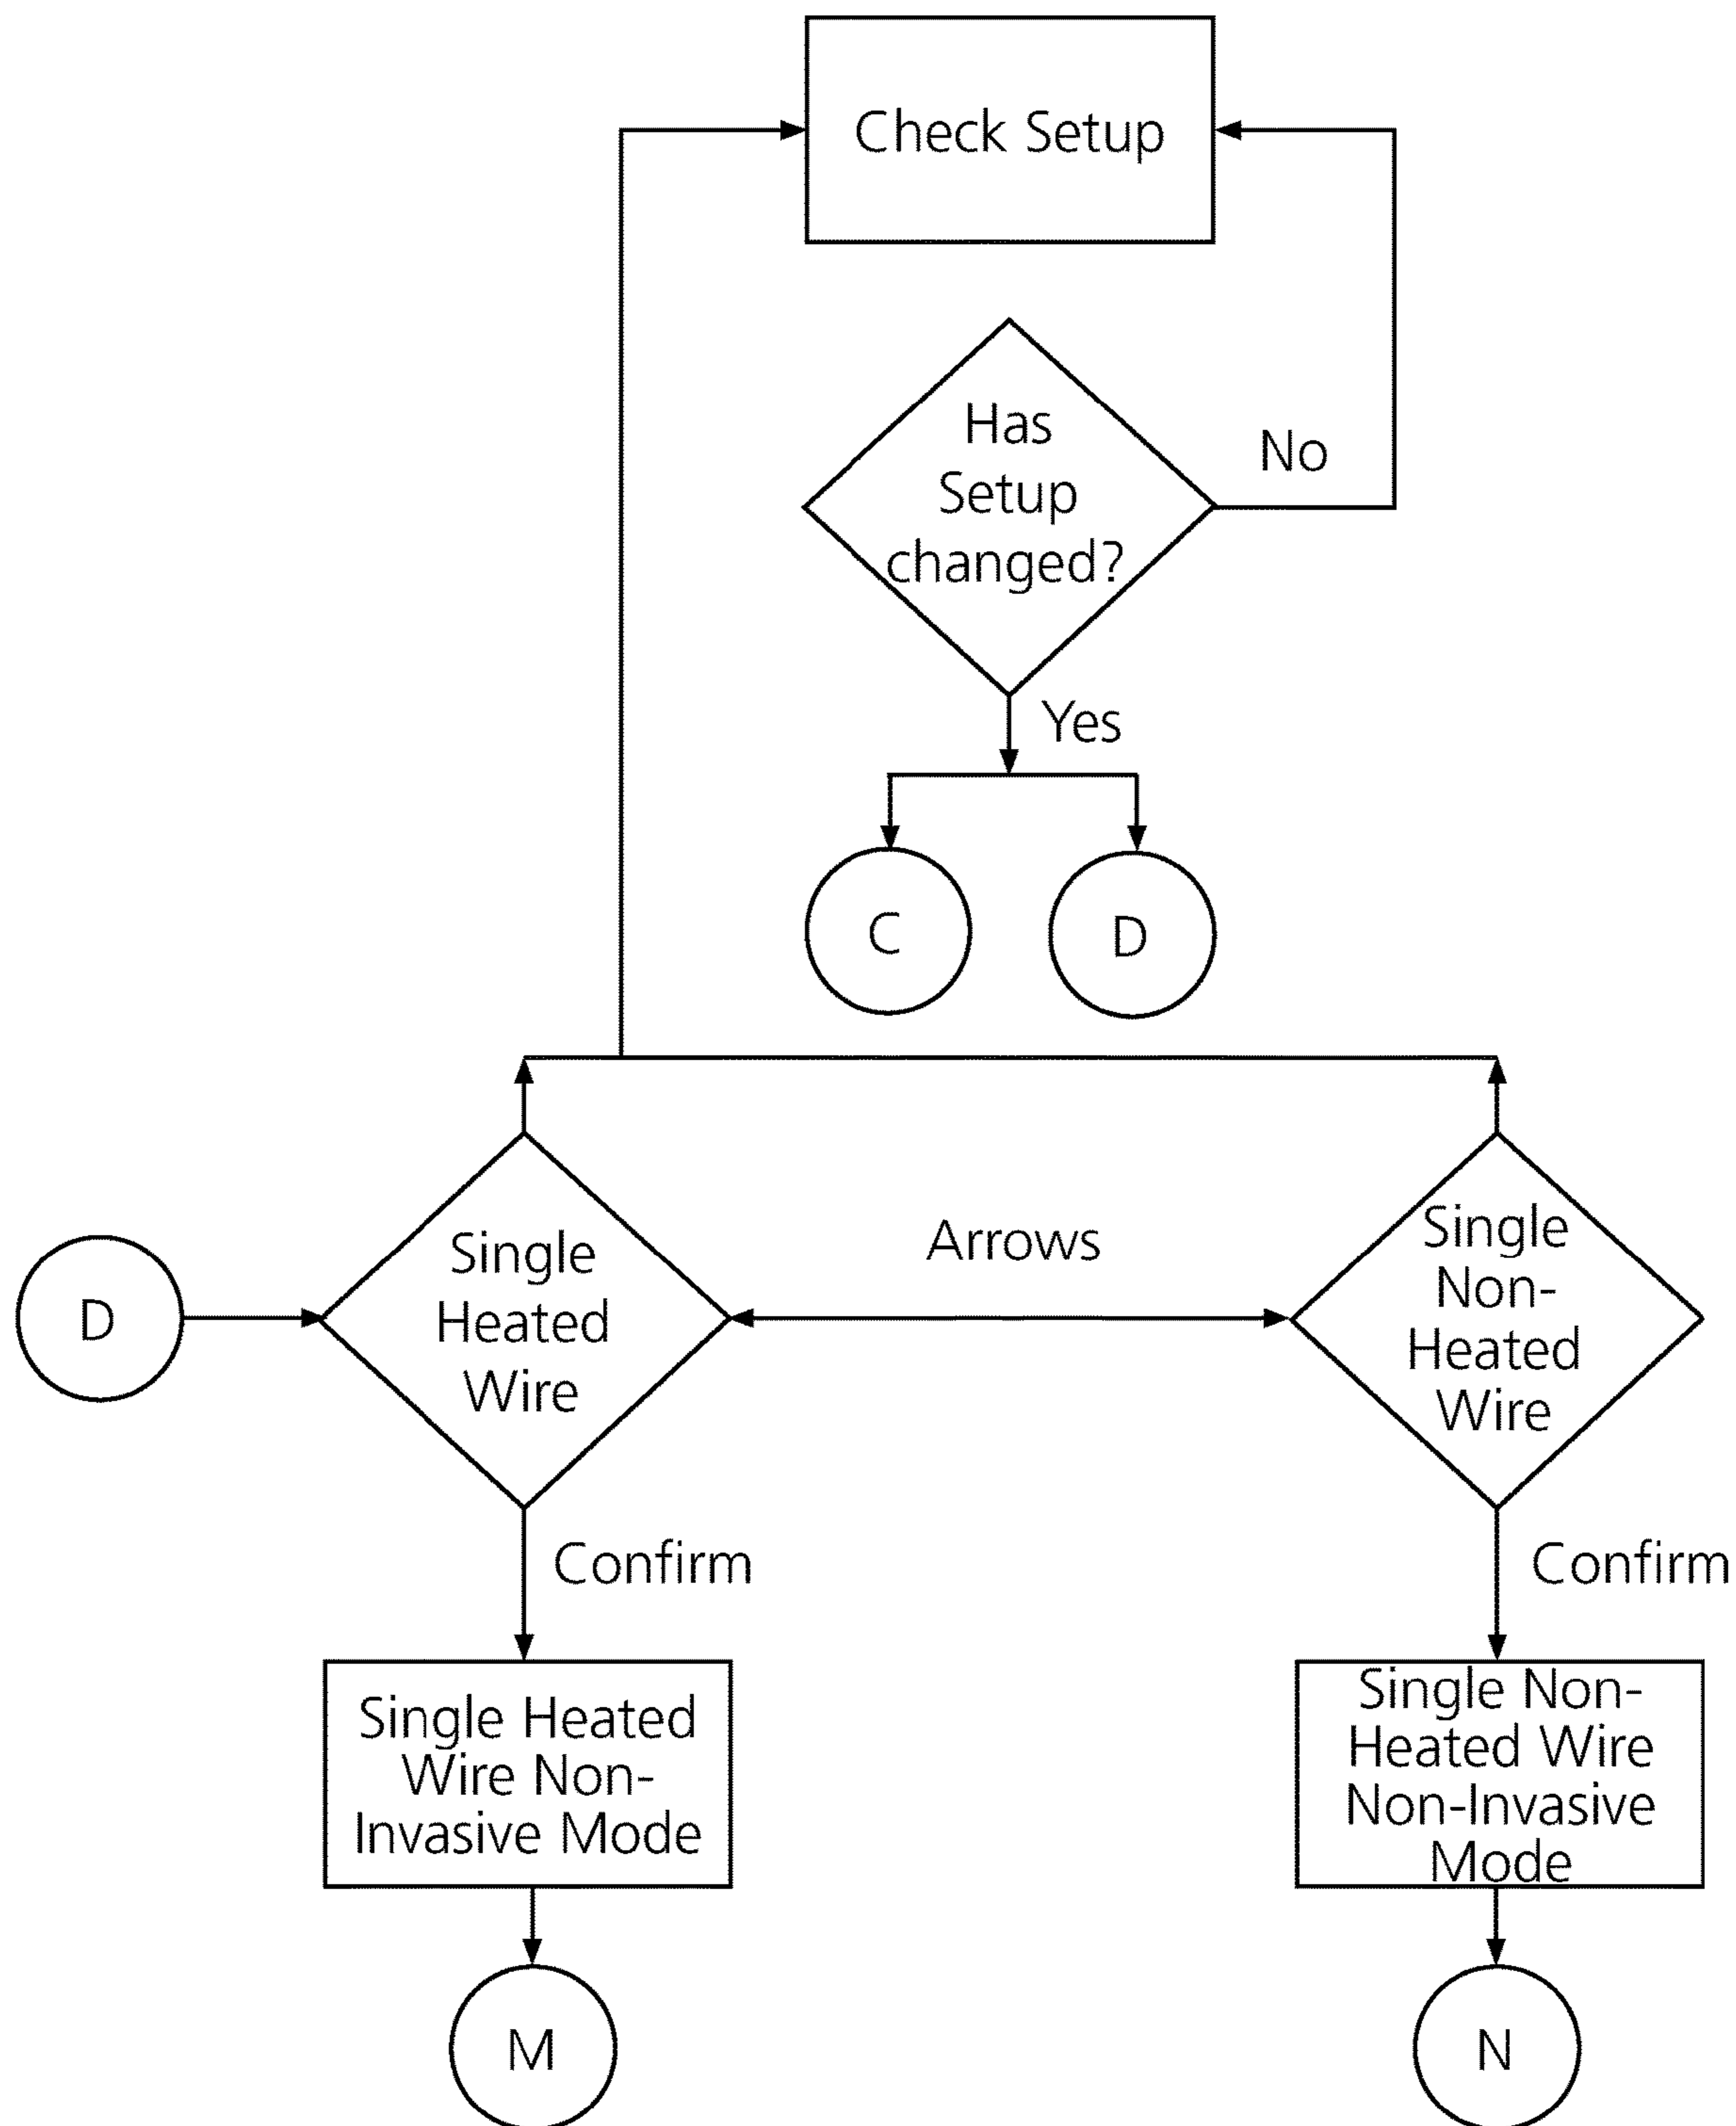 Check Setup
Has
Setup
changed?
No
Yes
C
D
D
Single
Heated
Wire
Arrows
Single
Non-
Heated
Wire
Confirm
Confirm
Single Heated
Wire Non-
Invasive Mode
Single Non-
Heated Wire
Non-Invasive
Mode
M
N